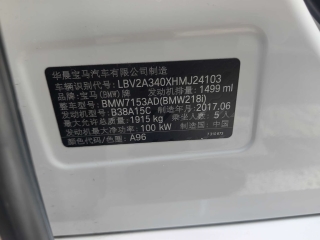 华晨宝马汽车有限公司制造
车辆识别代号: LBV2A340XHMJ24103
品牌: 宝马(BMW) 发动机排量: 1499 ml
整车型号: BMW7153AD(BMW218i)
发动机型号: B38A15C 制造年月: 2017.06
最大允许总质量: 1915 kg 乘坐人数: 5 人
发动机最大净功率: 100 kW 制造国: 中国
颜色代码/色圈: A96